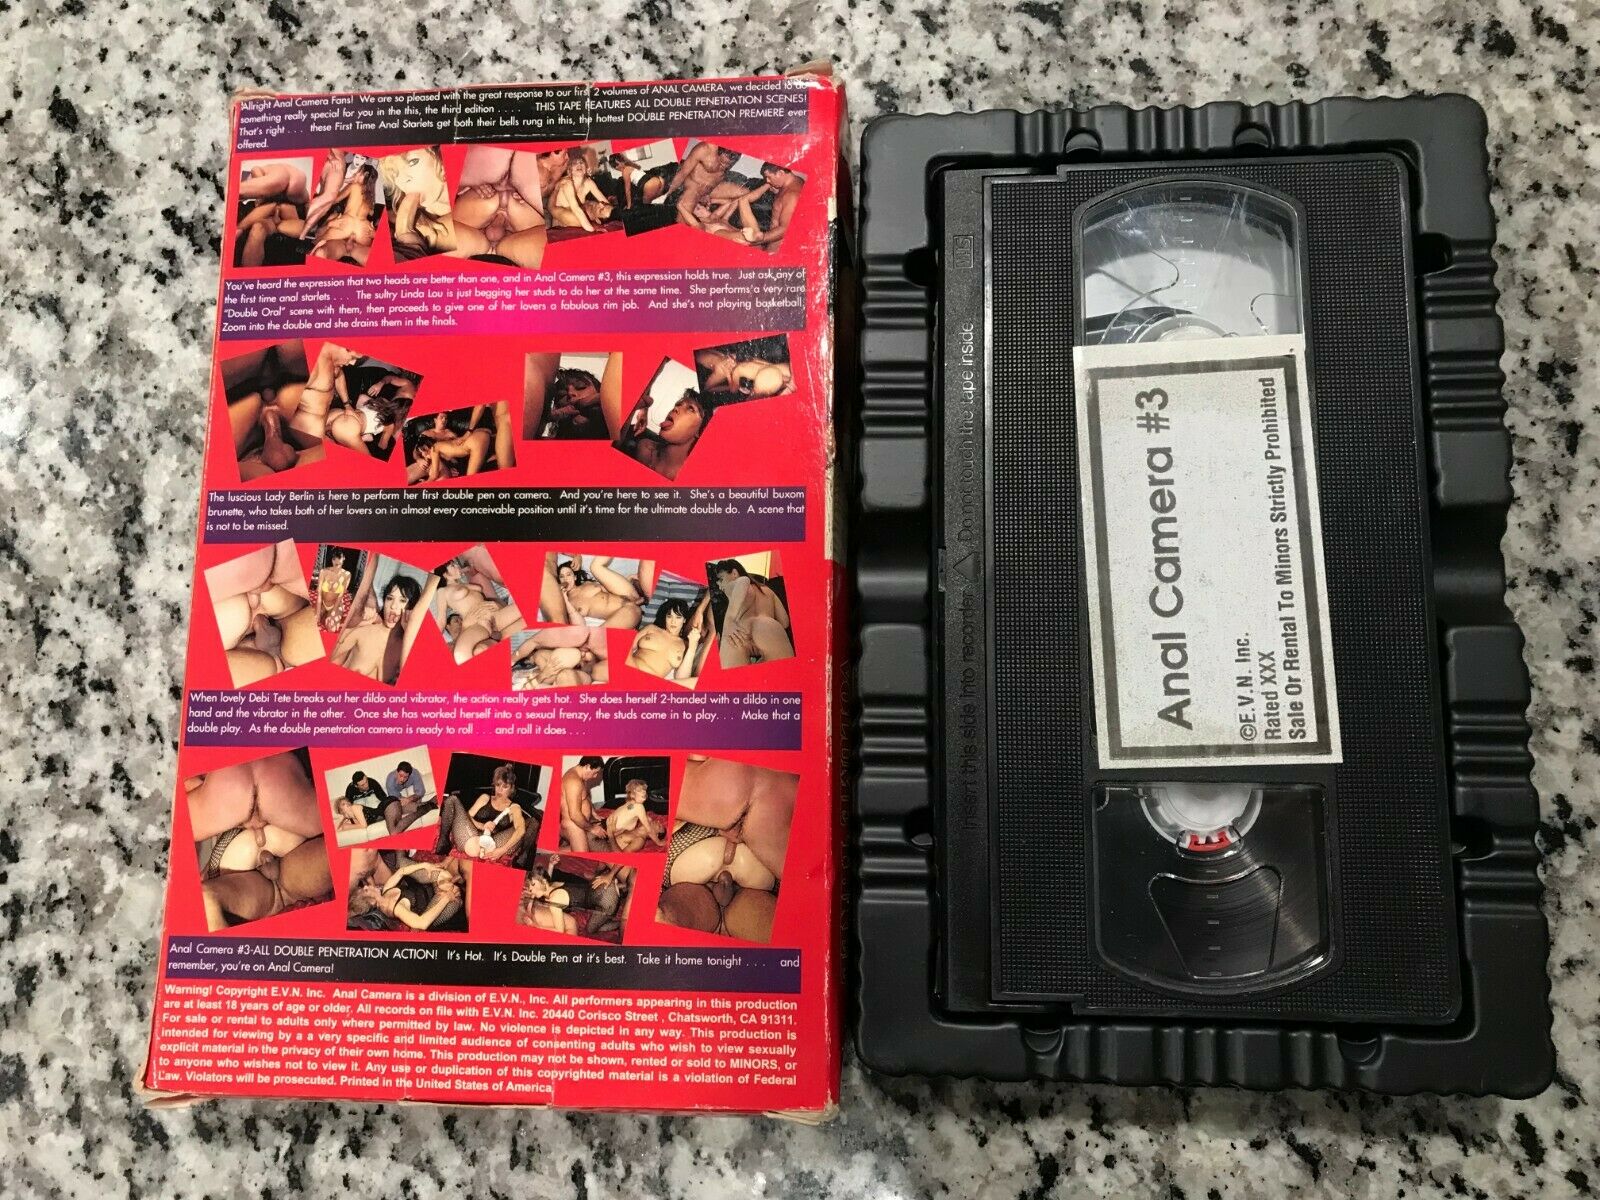 Allright Anal Camera Fans! We are so pleased with the great response to our first 2 volumes of ANAL CAMERA, we decided to do
something really special for you in the this, the third edition . . . . THIS TAPE FEATURES ALL DOUBLE PENETRATION SCENES!
That's right . . . these First Time Anal Starlets get both their bells rung in this, the hottest DOUBLE PENETRATION PREMIERE ever
offered.
You've heard the expression that two heads are better than one, and in Anal Camera #3, this expression holds true. Just ask any of
the first time anal starlets . . . The sultry Linda Lou is just begging her studs to do her at the same time. She performs a very rare
"Double Oral" scene with them, then proceeds to give one of her lovers a fabulous rim job. And she's not playing basketball,
Zoom into the double and she drains them in the finals.
The luscious Lady Berlin is here to perform her first double pen on camera. And you're here to see it. She's a beautiful buxom
brunette, who takes both of her lovers on in almost every conceivable position until it's time for the ultimate double do. A scene that
is not to be missed.
When lovely Debi Tete breaks out her dildo and vibrator, the action really gets hot. She does herself 2-handed with a dildo in one
hand and the vibrator in the other. Once she has worked herself into a sexual frenzy, the studs come in to play. . . Make that a
double play. As the double penetration camera is ready to roll . . . and roll it does . . .
Anal Camera #3-ALL DOUBLE PENETRATION ACTION! It's Hot. It's Double Pen at it's best. Take it home tonight . . . and
remember, you're on Anal Camera!
Warning! Copyright E.V.N. Inc. Anal Camera is a division of E.V.N., Inc. All performers appearing in this production
are at least 18 years of age or older. All records on file with E.V.N. Inc. 20440 Corisco Street , Chatsworth, CA 91311.
For sale or rental to adults only where permitted by law. No violence is depicted in any way. This production is
intended for viewing by a a very specific and limited audience of consenting adults who wish to view sexually
explicit material in the privacy of their own home. This production may not be shown, rented or sold to MINORS, or
to anyone who wishes not to view it. Any use or duplication of this copyrighted material is a violation of Federal
Law. Violators will be prosecuted. Printed in the United States of America
VHS
Insert this side into recorder Do not touch the tape inside
Anal Camera #3
©E.V.N. Inc.
Rated XXX
Sale Or Rental To Minors Strictly Prohibited